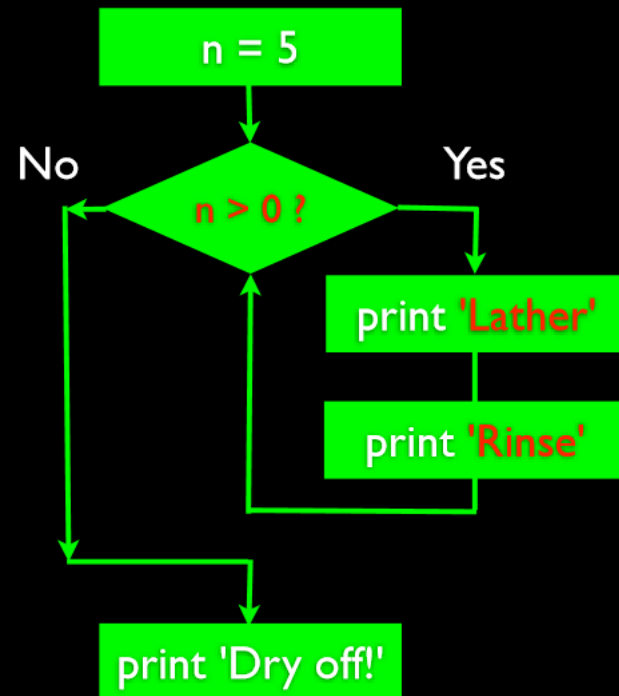 n = 5
No
Yes
n > 0 ?
print 'Lather'
print 'Rinse'
print 'Dry off!'